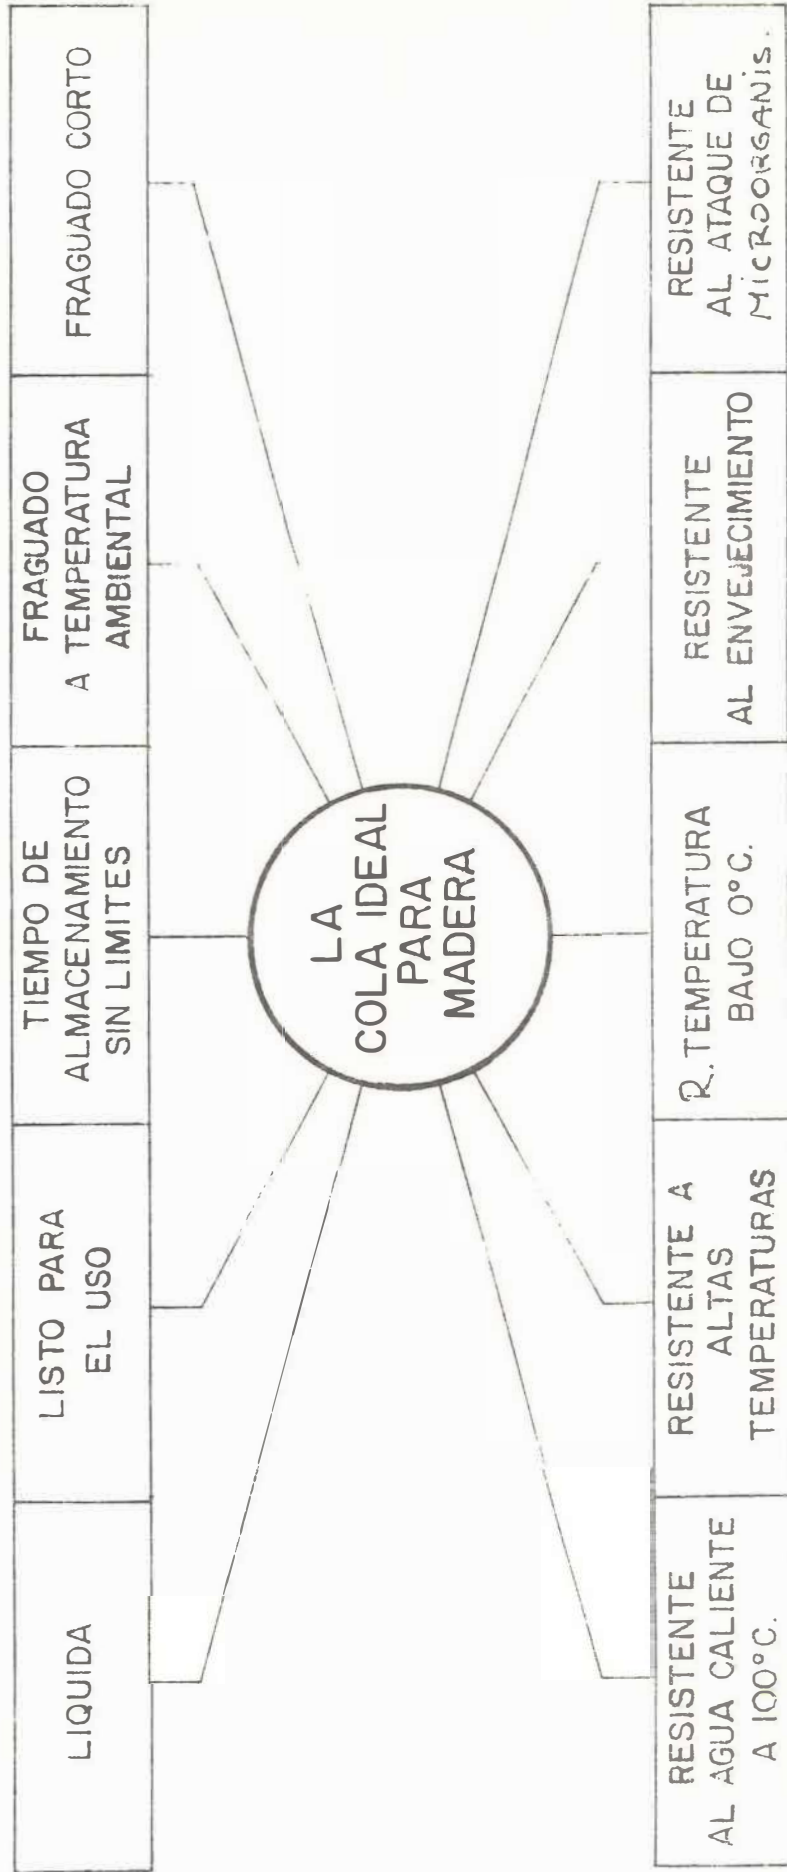 LIQUIDA
LISTO PARA
EL USO
TIEMPO DE
ALMACENAMIENTO
SIN LIMITES
FRAGUADO
A TEMPERATURA
AMBIENTAL
FRAGUADO CORTO
LA
COLA IDEAL
PARA
MADERA
RESISTENTE
AL AGUA CALIENTE
A 100°C.
RESISTENTE A
ALTAS
TEMPERATURAS
R. TEMPERATURA
BAJO 0°C.
RESISTENTE
AL ENVEJECIMIENTO
RESISTENTE
AL ATAQUE DE
MICROORGANIS.